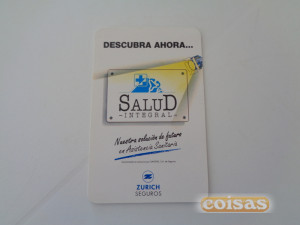 DESCUBRA AHORA...
SALUD
- INTEGRAL -
Nuestra solución de futuro
en Asistencia Sanitaria
ZURICH
SEGUROS
coisas